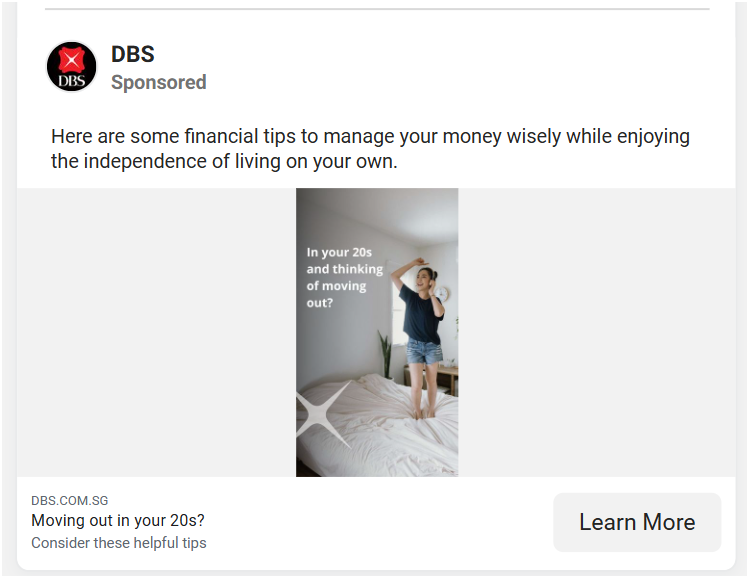 DBS
DBS
Sponsored
Here are some financial tips to manage your money wisely while enjoying
the independence of living on your own.
In your 20s
and thinking
of moving
out?
DBS.COM.SG
Moving out in your 20s?
Consider these helpful tips
Learn More